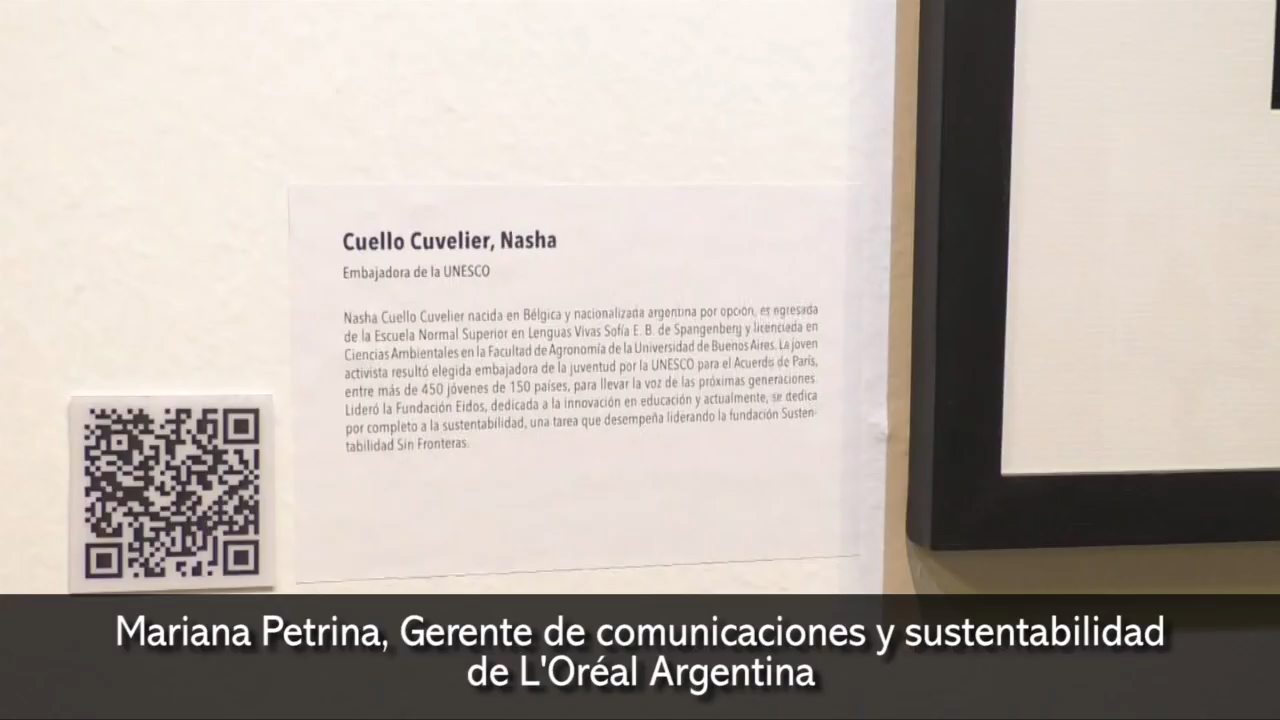 Cuello Cuvelier, Nasha
Embajadora de la UNESCO
Nasha Cuello Cuvelier nacida en Bélgica y nacionalizada argentina por opción, es egresada
de la Escuela Normal Superior en Lenguas Vivas Sofía E. B. de Spangenberg y licenciada en
Ciencias Ambientales en la Facultad de Agronomía de la Universidad de Buenos Aires. La joven
activista resultó elegida embajadora de la juventud por la UNESCO para el Acuerdo de París,
entre más de 450 jóvenes de 150 países, para llevar la voz de las próximas generaciones.
Lideró la Fundación Eidos, dedicada a la innovación en educación y actualmente, se dedica
por completo a la sustentabilidad, una tarea que desempeña liderando la fundación Susten-
tabilidad Sin Fronteras.
Mariana Petrina, Gerente de comunicaciones y sustentabilidad
de L'Oréal Argentina